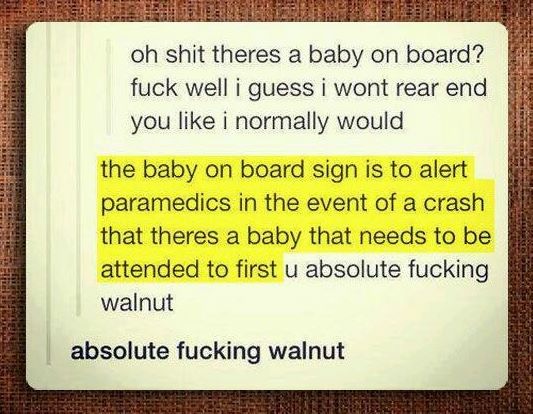 oh shit theres a baby on board?
fuck well i guess i wont rear end
you like i normally would
the baby on board sign is to alert
paramedics in the event of a crash
that theres a baby that needs to be
attended to first u absolute fucking
walnut
absolute fucking walnut